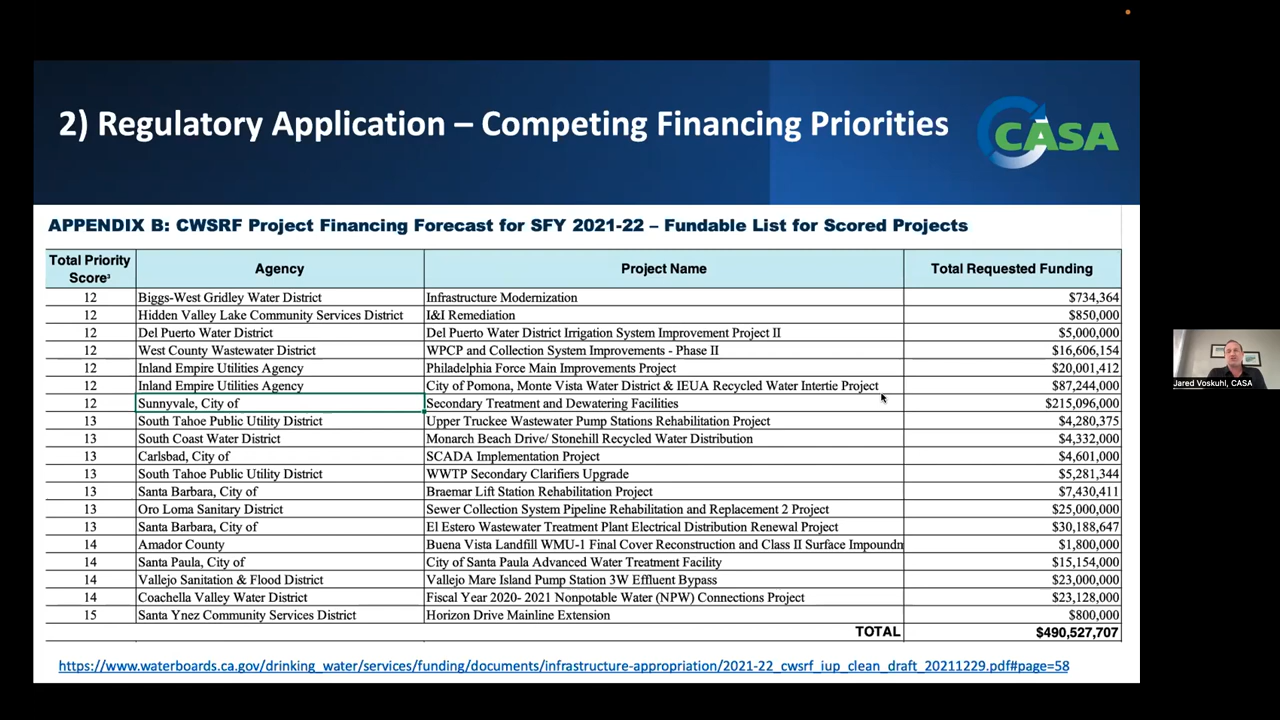 2) Regulatory Application – Competing Financing Priorities
CASA
APPENDIX B: CWSRF Project Financing Forecast for SFY 2021-22 – Fundable List for Scored Projects
Total Priority Score³ Agency Project Name Total Requested Funding
12 Biggs-West Gridley Water District Infrastructure Modernization $734,364
12 Hidden Valley Lake Community Services District I&I Remediation $850,000
12 Del Puerto Water District Del Puerto Water District Irrigation System Improvement Project II $5,000,000
12 West County Wastewater District WPCP and Collection System Improvements - Phase II $16,606,154
12 Inland Empire Utilities Agency Philadelphia Force Main Improvements Project $20,001,412
12 Inland Empire Utilities Agency City of Pomona, Monte Vista Water District & IEUA Recycled Water Intertie Project $87,244,000
12 Sunnyvale, City of Secondary Treatment and Dewatering Facilities $215,096,000
13 South Tahoe Public Utility District Upper Truckee Wastewater Pump Stations Rehabilitation Project $4,280,375
13 South Coast Water District Monarch Beach Drive/ Stonehill Recycled Water Distribution $4,332,000
13 Carlsbad, City of SCADA Implementation Project $4,601,000
13 South Tahoe Public Utility District WWTP Secondary Clarifiers Upgrade $5,281,344
13 Santa Barbara, City of Braemar Lift Station Rehabilitation Project $7,430,411
13 Oro Loma Sanitary District Sewer Collection System Pipeline Rehabilitation and Replacement 2 Project $25,000,000
13 Santa Barbara, City of El Estero Wastewater Treatment Plant Electrical Distribution Renewal Project $30,188,647
14 Amador County Buena Vista Landfill WMU-1 Final Cover Reconstruction and Class II Surface Impoundn $1,800,000
14 Santa Paula, City of City of Santa Paula Advanced Water Treatment Facility $15,154,000
14 Vallejo Sanitation & Flood District Vallejo Mare Island Pump Station 3W Effluent Bypass $23,000,000
14 Coachella Valley Water District Fiscal Year 2020- 2021 Nonpotable Water (NPW) Connections Project $23,128,000
15 Santa Ynez Community Services District Horizon Drive Mainline Extension $800,000
TOTAL $490,527,707
https://www.waterboards.ca.gov/drinking_water/services/funding/documents/infrastructure-appropriation/2021-22_cwsrf_iup_clean_draft_20211229.pdf#page=58
Jared Voskuhl, CASA